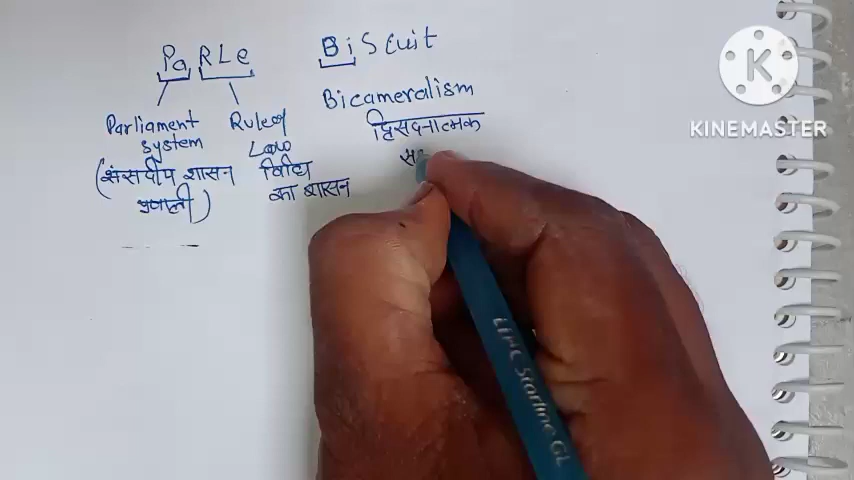 PaRLe
BiScuit
Parliament
System
(संसदीय शासन
प्रणाली)
Rule of
Law
विधि
का शासन
Bicameralism
द्विसदनात्मक
K
KINEMASTER